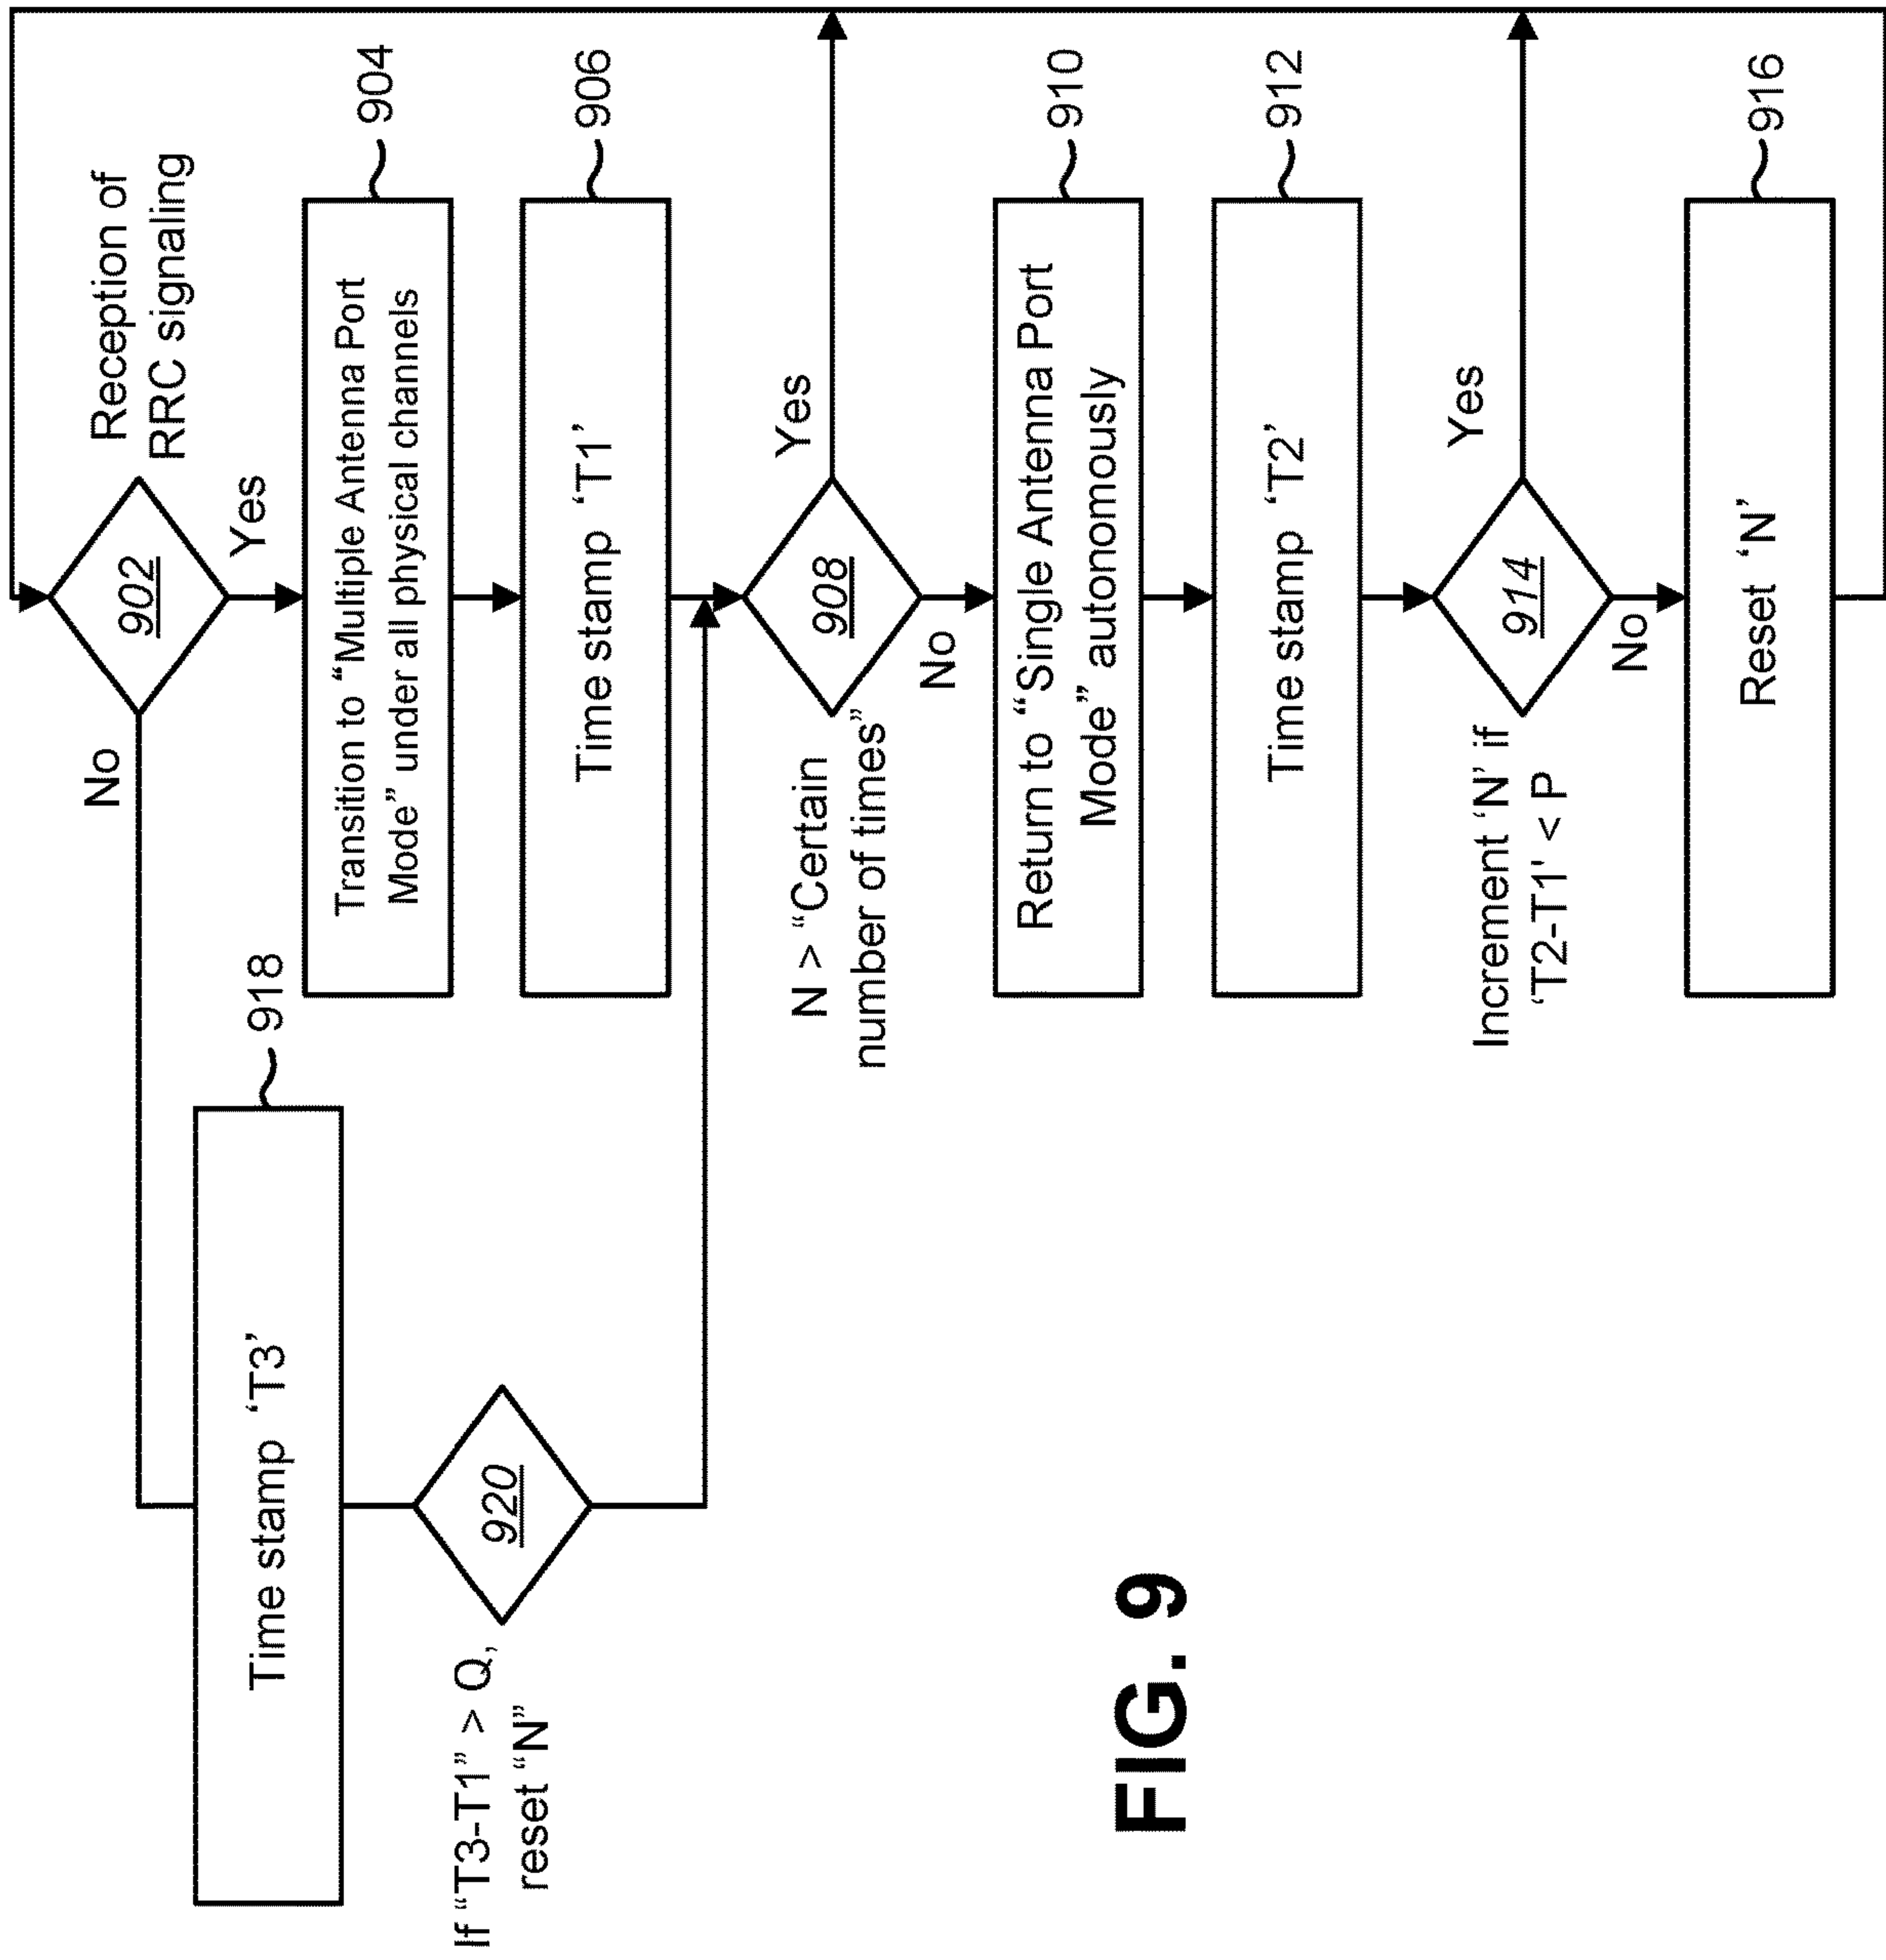 Reception of
RRC signaling
902
No
Yes
904
Transition to “Multiple Antenna Port
Mode” under all physical channels
918
Time stamp ‘T3’
906
Time stamp ‘T1’
If “T3-T1” > Q,
reset “N”
920
N > “Certain
number of times”
908
Yes
No
910
Return to “Single Antenna Port
Mode” autonomously
912
Time stamp ‘T2’
Increment ‘N’ if
‘T2-T1' < P
914
Yes
No
916
Reset ‘N’
FIG. 9